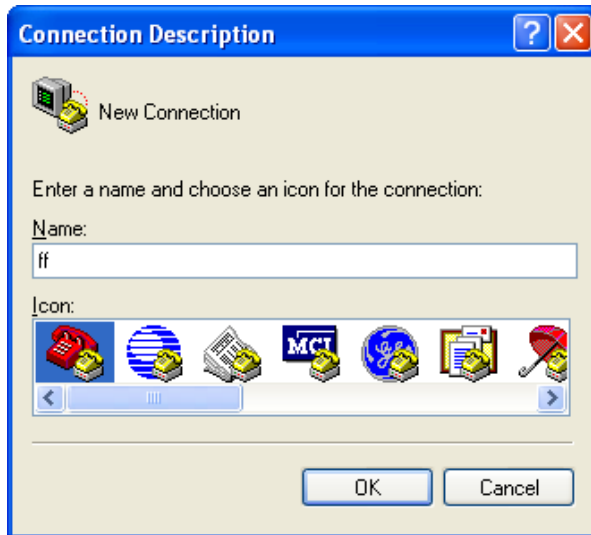 Connection Description
New Connection
Enter a name and choose an icon for the connection:
Name:
ff
Icon:
MCI
OK
Cancel